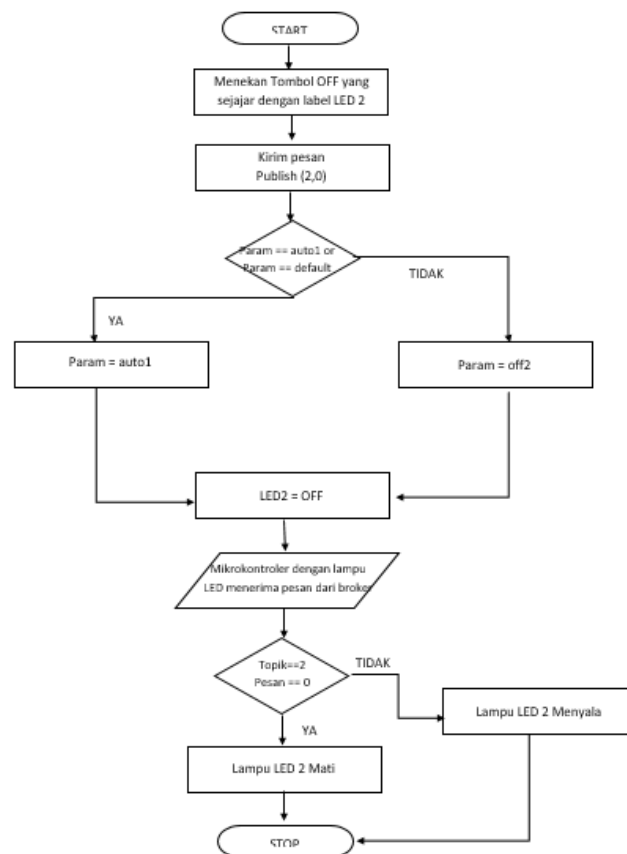 START
Menekan Tombol OFF yang
sejajar dengan label LED 2
Kirim pesan
Publish (2,0)
Param == auto1 or
Param == default
TIDAK
YA
Param = auto1
Param = off2
LED2 = OFF
Mikrokontroler dengan lampu
LED menerima pesan dari broker
Topik==2
Pesan == 0
TIDAK
Lampu LED 2 Menyala
YA
Lampu LED 2 Mati
STOP